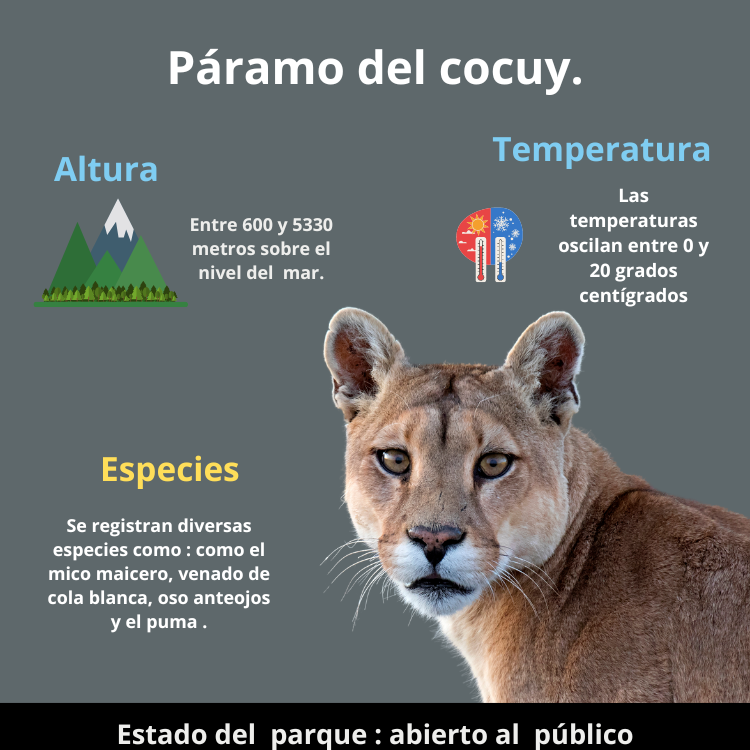 Páramo del cocuy.
Altura
Entre 600 y 5330
metros sobre el
nivel del  mar.
Temperatura
Las
temperaturas
oscilan entre 0 y
20 grados
centígrados
Especies
Se registran diversas
especies como : como el
mico maicero, venado de
cola blanca, oso anteojos
y el puma .
Estado del  parque : abierto al  público